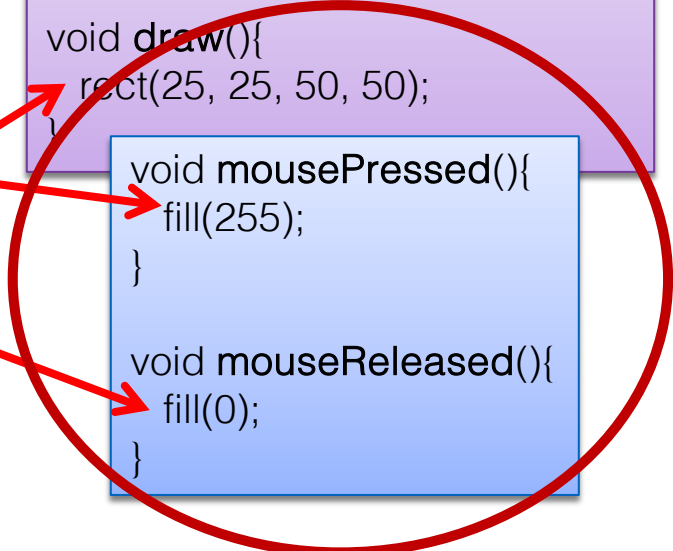 void draw(){
rect(25, 25, 50, 50);
}
void mousePressed(){
fill(255);
}
void mouseReleased(){
fill(0);
}